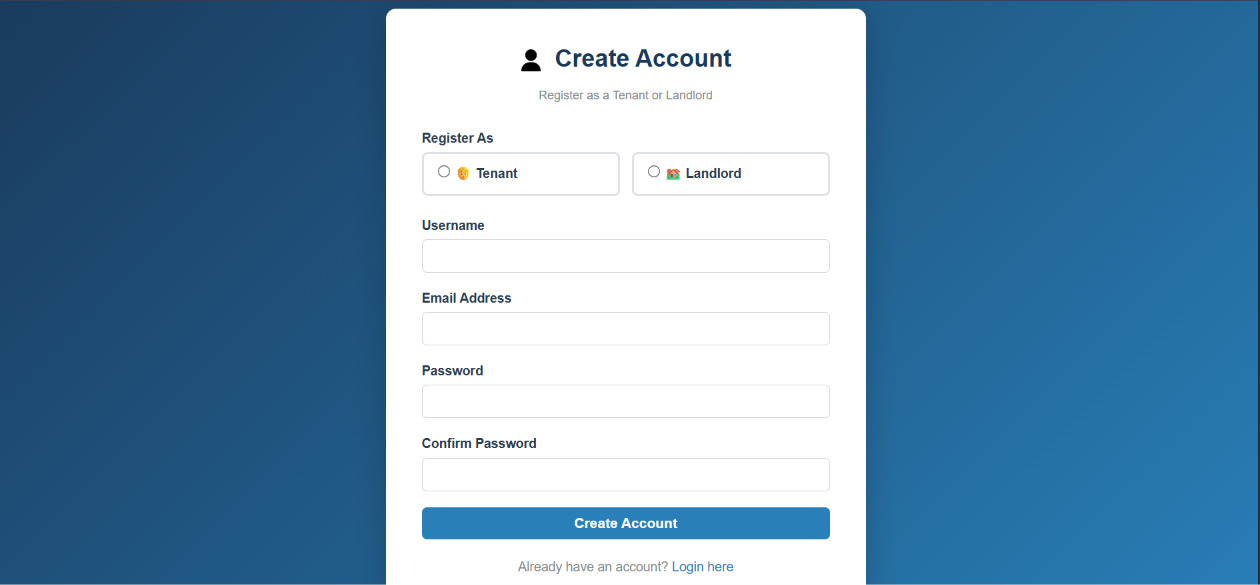 Create Account
Register as a Tenant or Landlord
Register As
Tenant
Landlord
Username
Email Address
Password
Confirm Password
Create Account
Already have an account? Login here